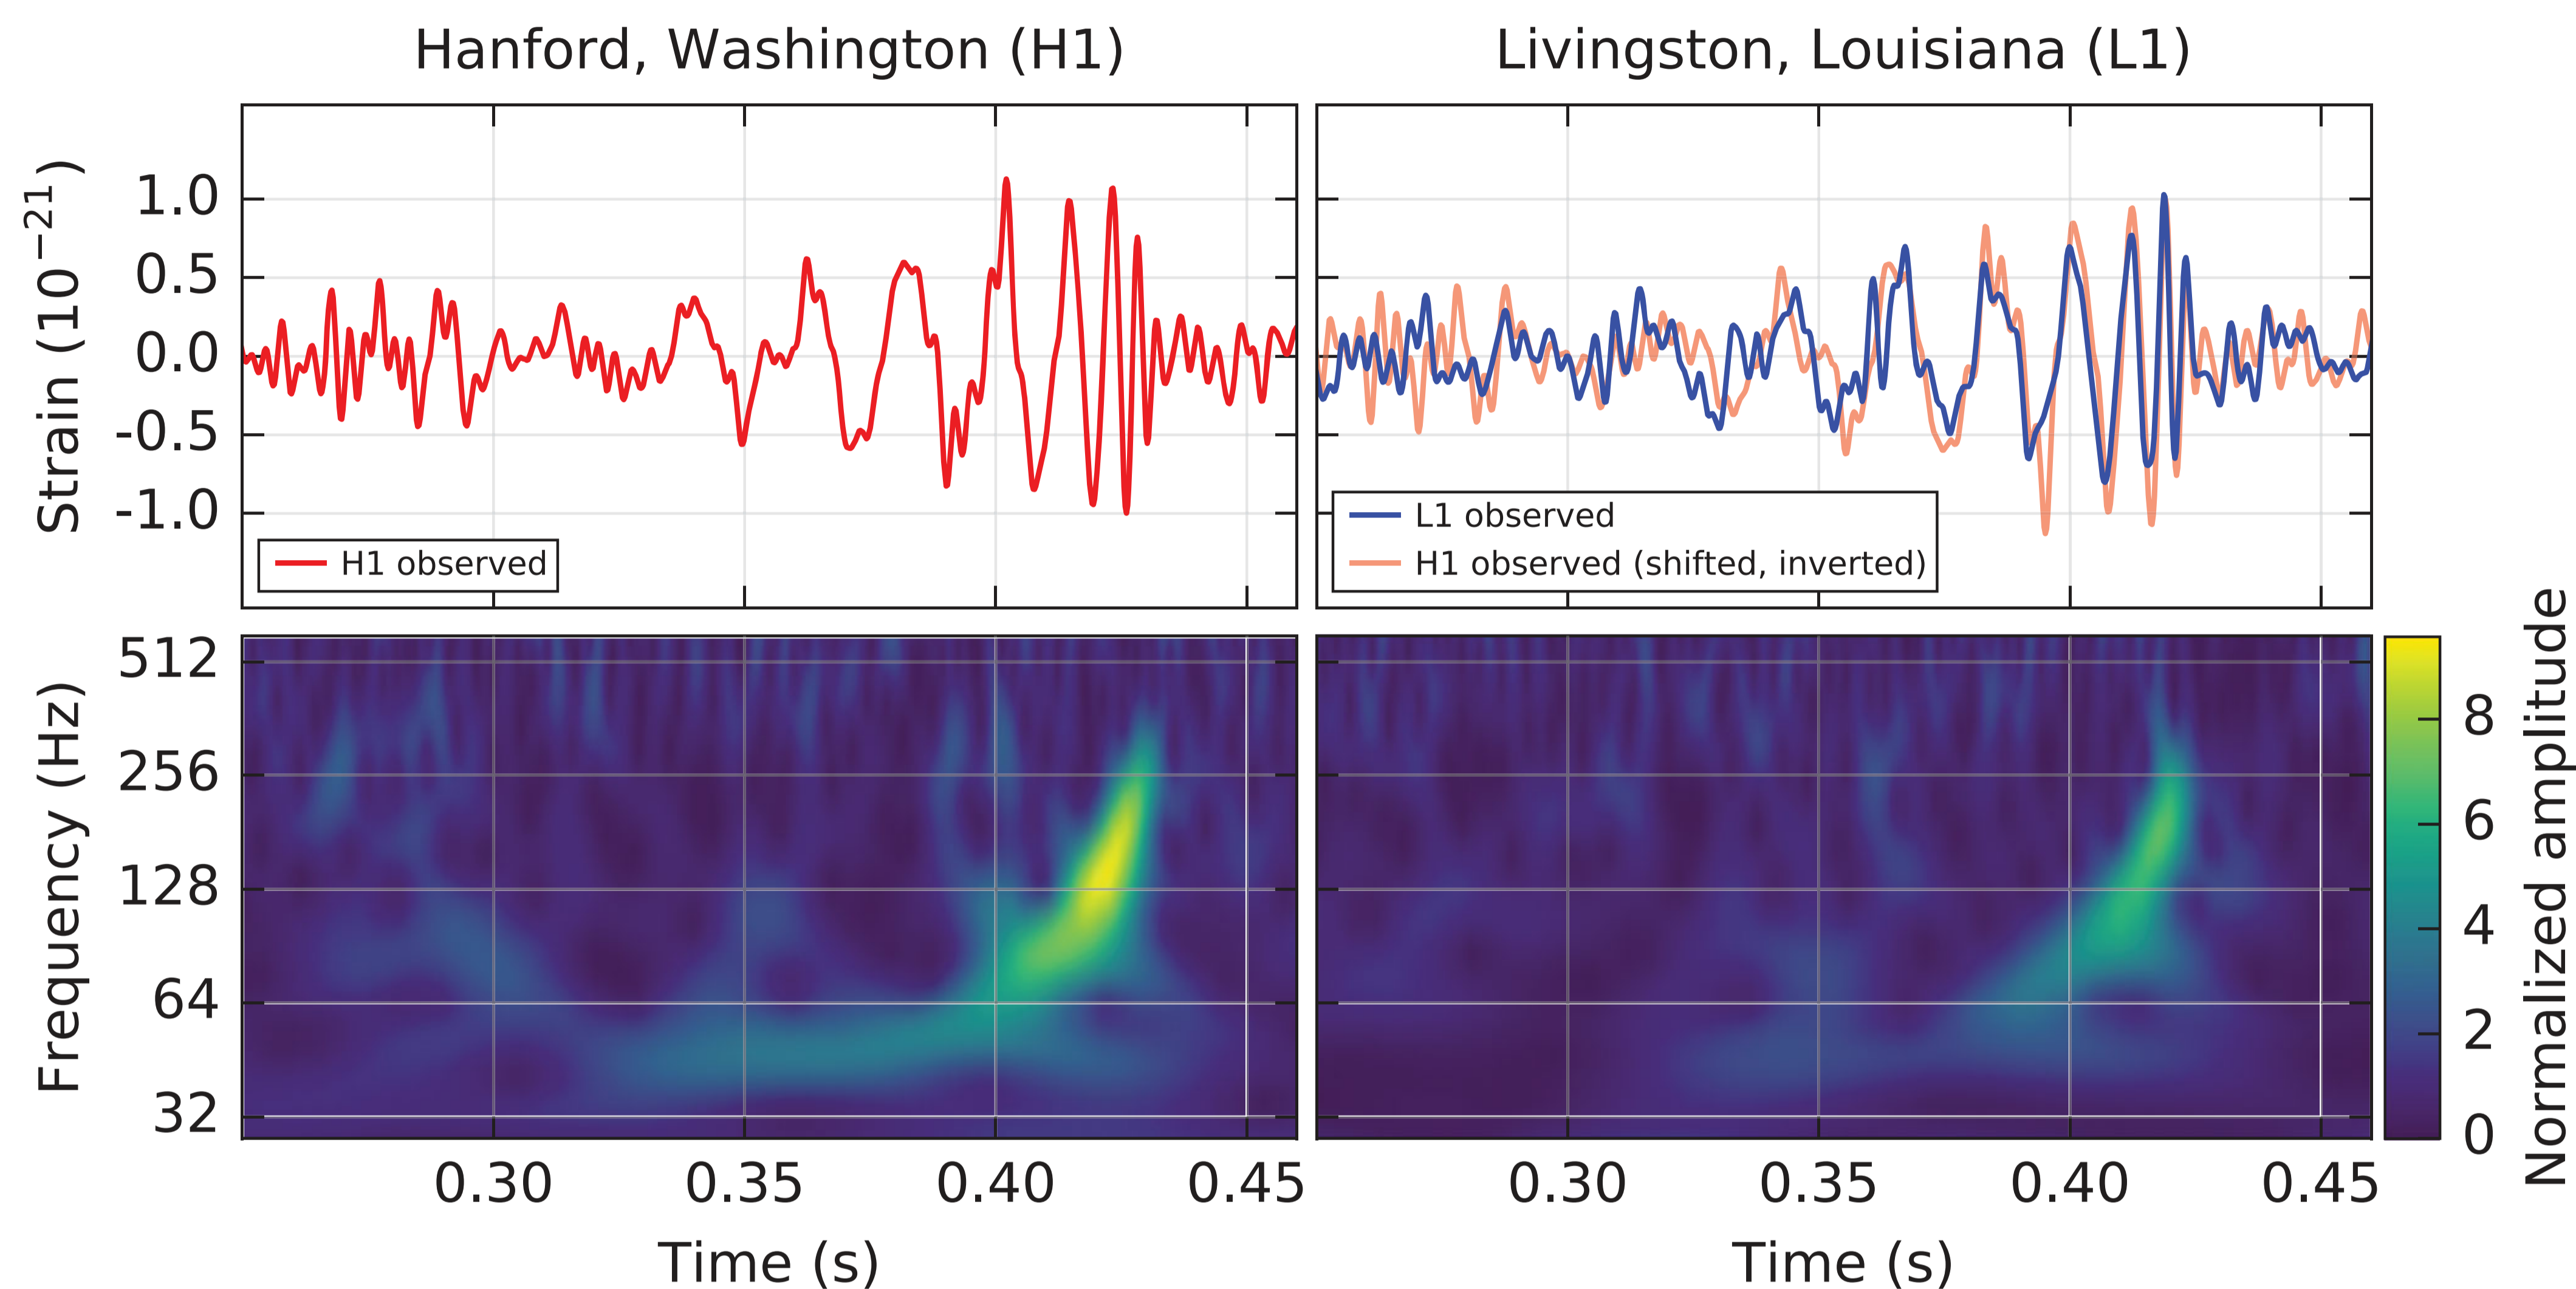 Hanford, Washington (H1)
Livingston, Louisiana (L1)
Strain (10⁻²¹)
1.0
0.5
0.0
-0.5
-1.0
H1 observed
L1 observed
H1 observed (shifted, inverted)
Frequency (Hz)
512
256
128
64
32
0.30 0.35 0.40 0.45
Time (s)
0.30 0.35 0.40 0.45
Time (s)
8
6
4
2
0
Normalized amplitude